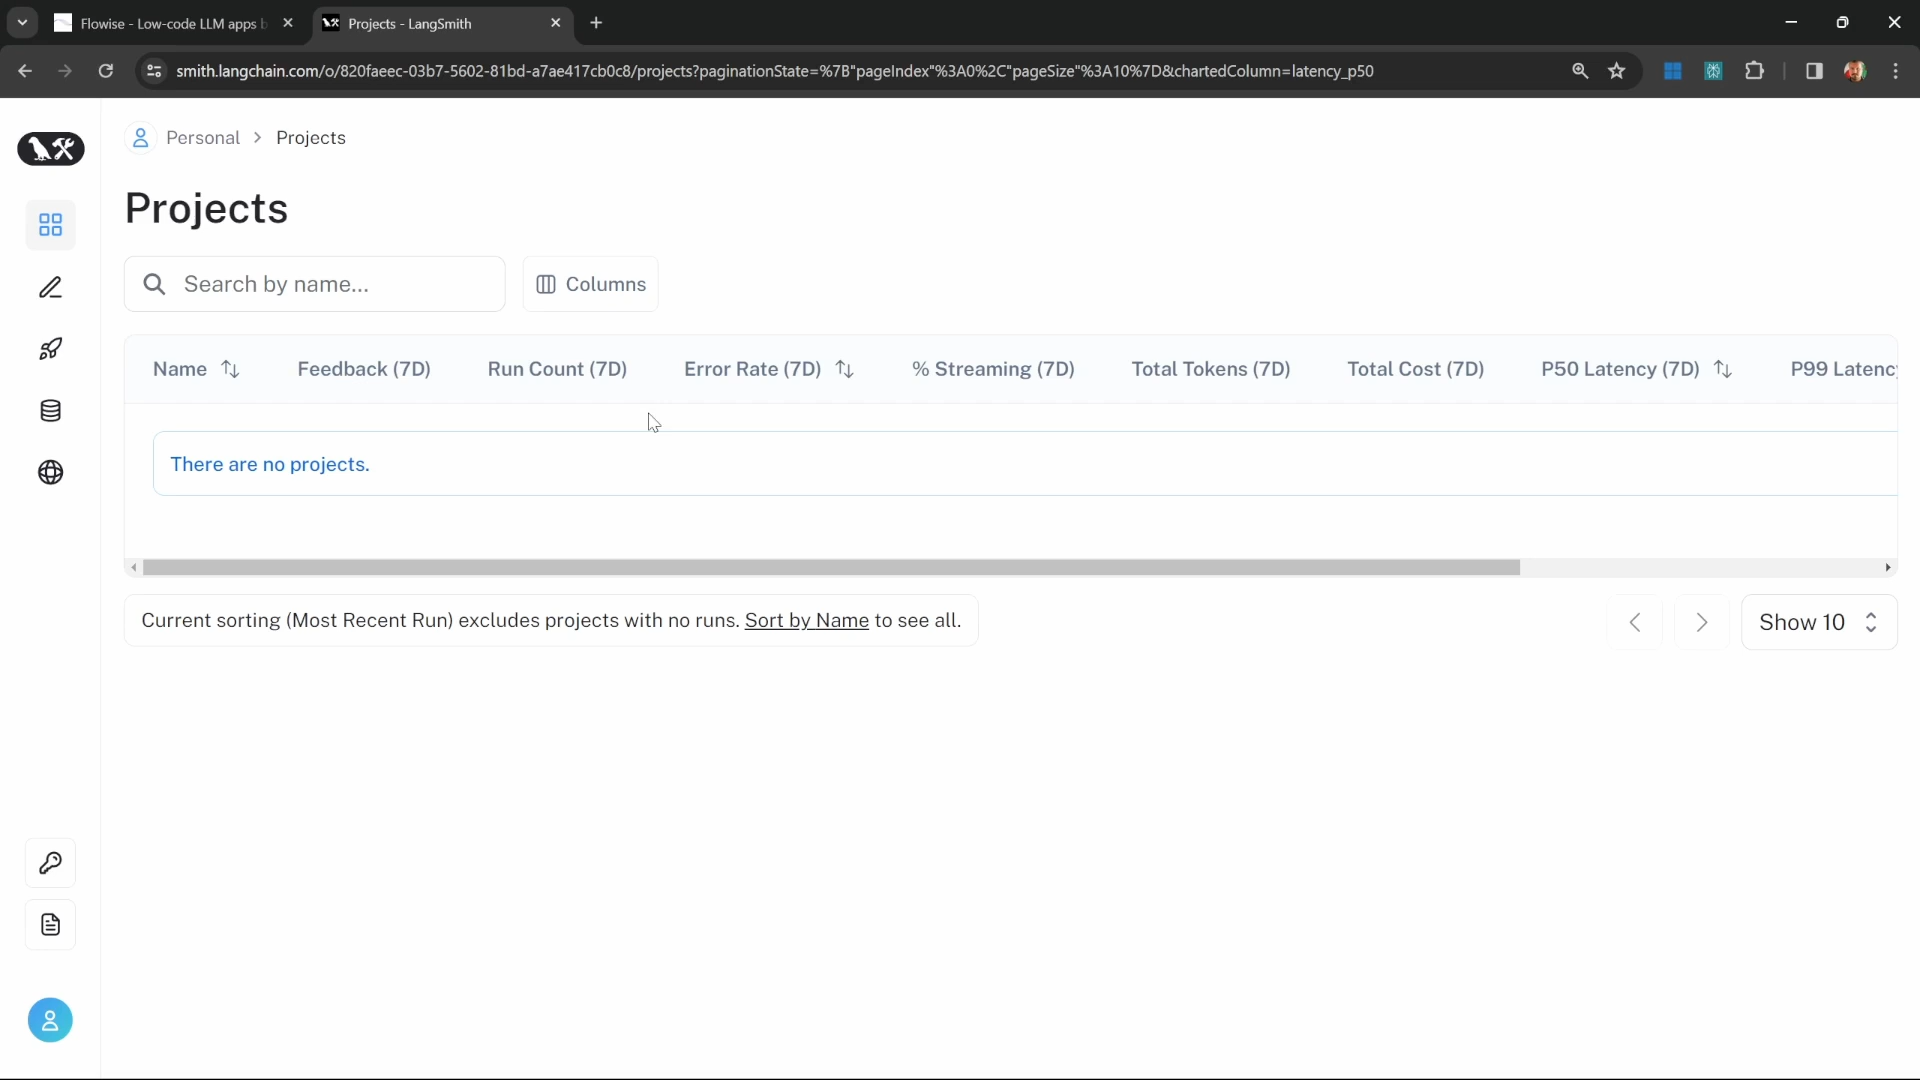 Flowise - Low-code LLM apps b
Projects - LangSmith
smith.langchain.com/o/820faeec-03b7-5602-81bd-a7ae417cb0c8/projects?paginationState=%7B"pageIndex"%3A0%2C"pageSize"%3A10%7D&chartedColumn=latency_p50
Personal > Projects
Projects
Search by name...
Columns
Name Feedback (7D) Run Count (7D) Error Rate (7D) % Streaming (7D) Total Tokens (7D) Total Cost (7D) P50 Latency (7D) P99 Latency
There are no projects.
Current sorting (Most Recent Run) excludes projects with no runs. Sort by Name to see all.
Show 10